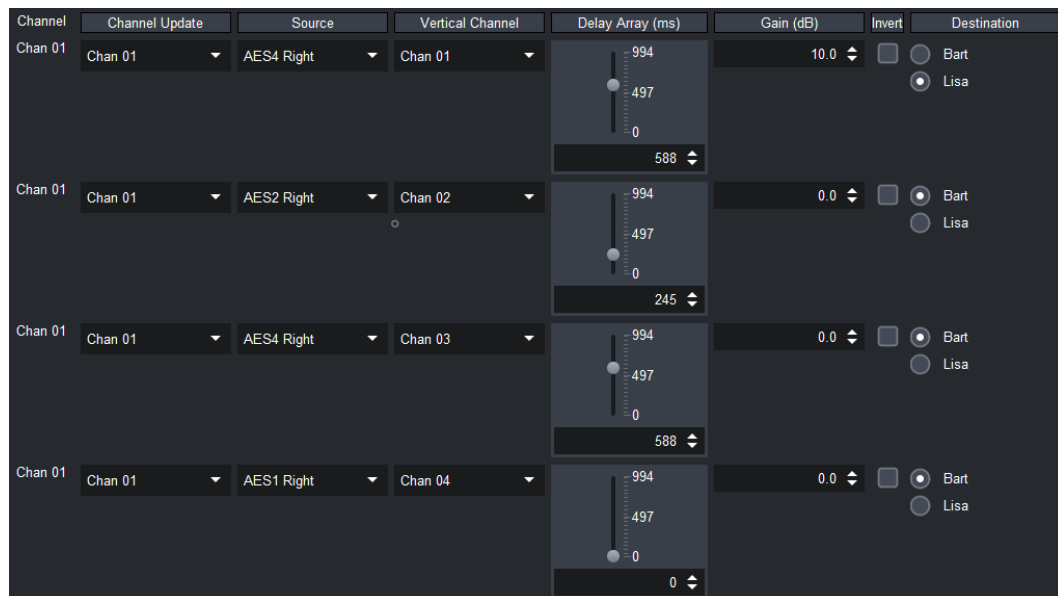 Channel Channel Update Source Vertical Channel Delay Array (ms) Gain (dB) Invert Destination
Chan 01 Chan 01 AES4 Right Chan 01 994 10.0 Bart
Lisa
497
0
588
Chan 01 Chan 01 AES2 Right Chan 02 994 0.0 Bart
Lisa
497
0
245
Chan 01 Chan 01 AES4 Right Chan 03 994 0.0 Bart
Lisa
497
0
588
Chan 01 Chan 01 AES1 Right Chan 04 994 0.0 Bart
Lisa
497
0
0